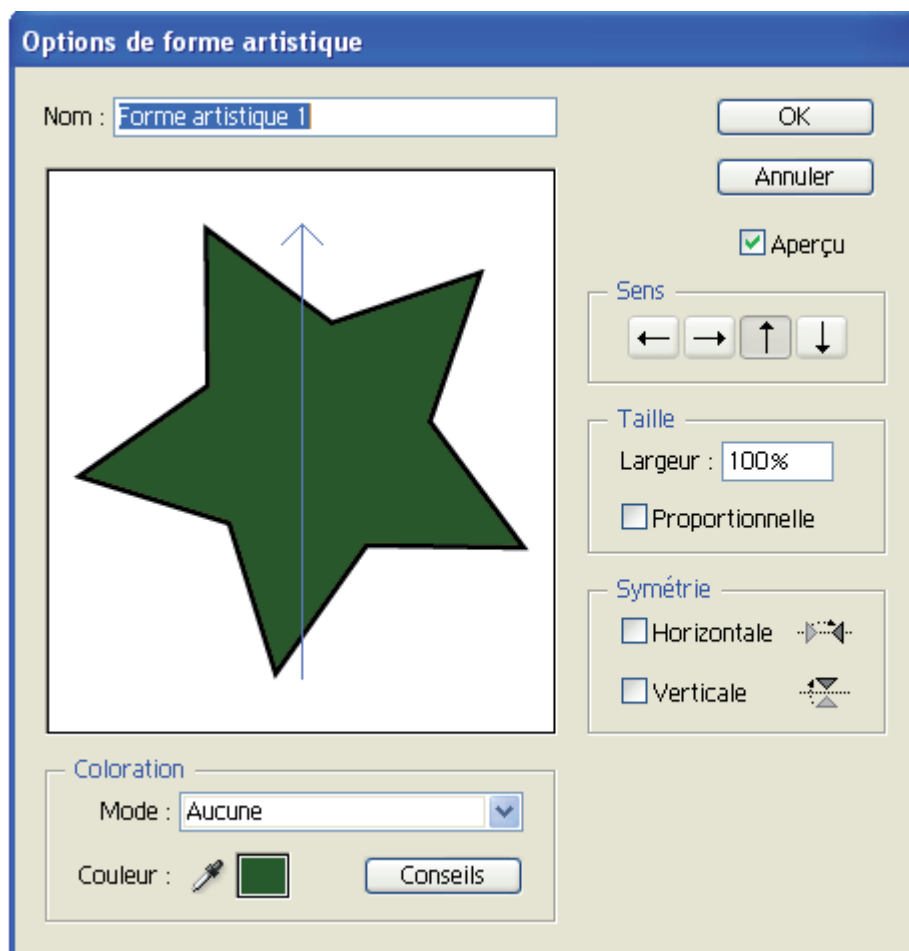 Options de forme artistique
Nom : Forme artistique 1
OK
Annuler
Aperçu
Sens
Taille
Largeur : 100%
Proportionnelle
Symétrie
Horizontale
Verticale
Coloration
Mode : Aucune
Couleur :
Conseils